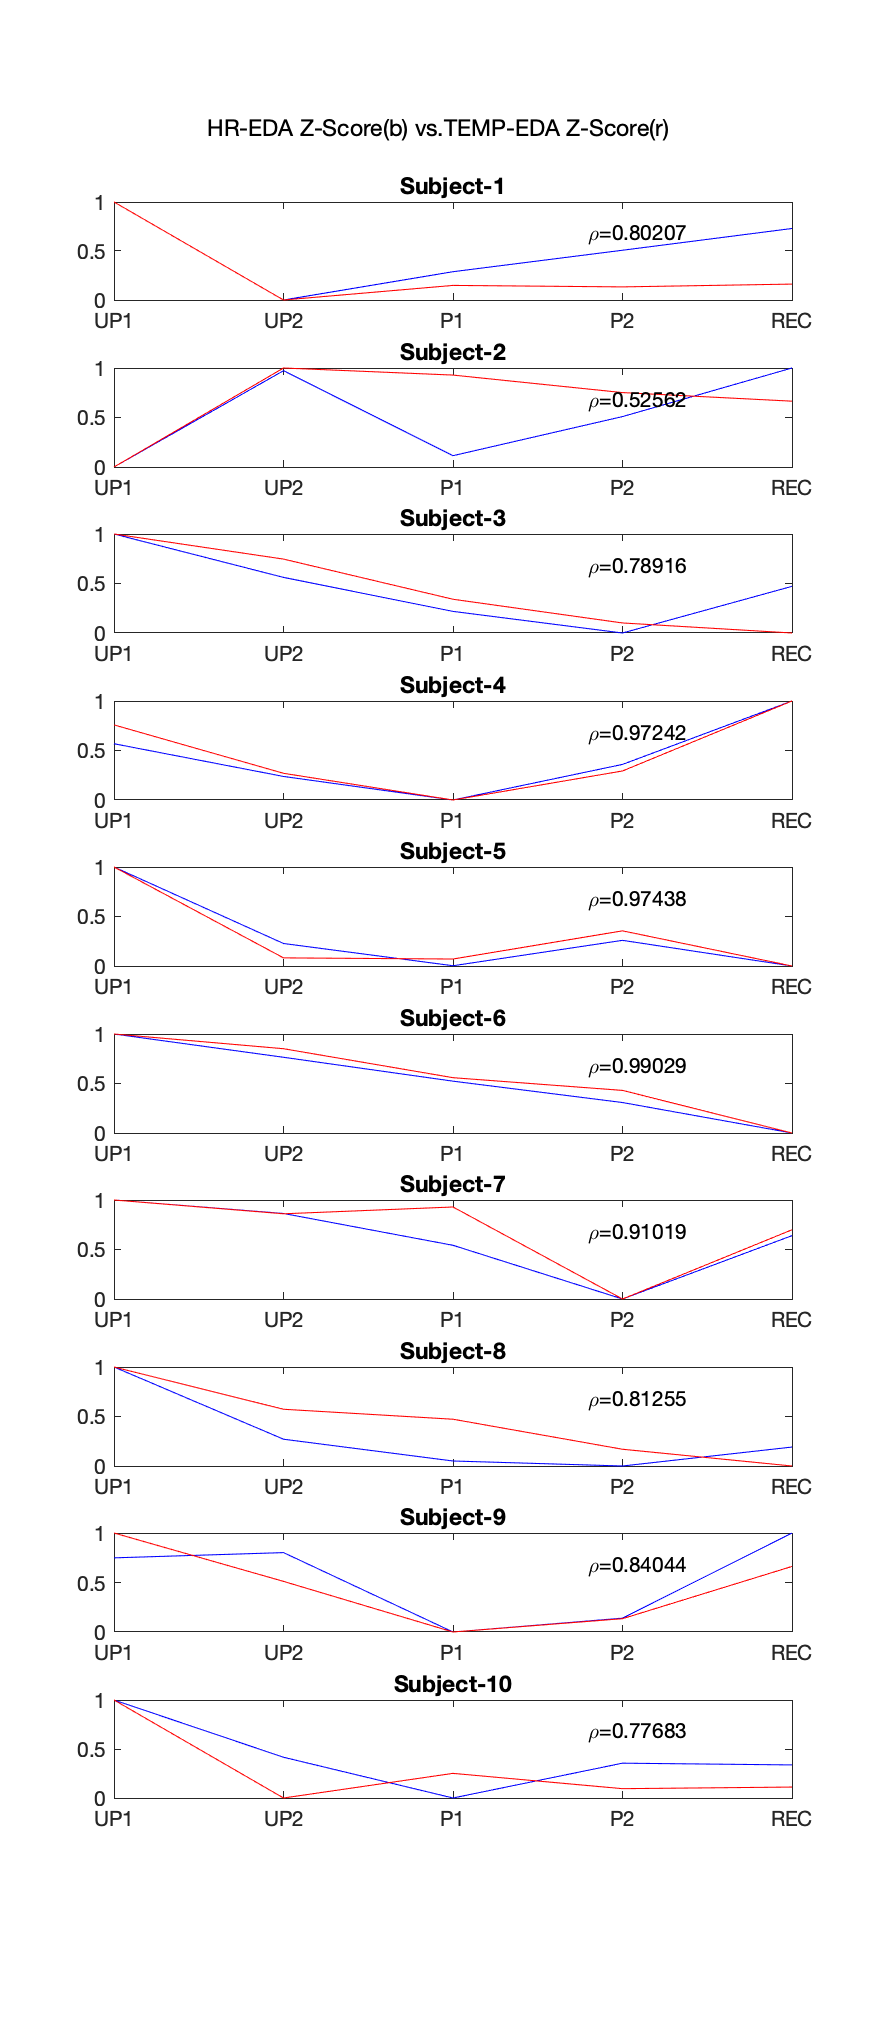 HR-EDA Z-Score(b) vs.TEMP-EDA Z-Score(r)
Subject-1
1
0.5
0
ρ=0.80207
UP1 UP2 P1 P2 REC
Subject-2
1
0.5
0
ρ=0.52562
UP1 UP2 P1 P2 REC
Subject-3
1
0.5
0
ρ=0.78916
UP1 UP2 P1 P2 REC
Subject-4
1
0.5
0
ρ=0.97242
UP1 UP2 P1 P2 REC
Subject-5
1
0.5
0
ρ=0.97438
UP1 UP2 P1 P2 REC
Subject-6
1
0.5
0
ρ=0.99029
UP1 UP2 P1 P2 REC
Subject-7
1
0.5
0
ρ=0.91019
UP1 UP2 P1 P2 REC
Subject-8
1
0.5
0
ρ=0.81255
UP1 UP2 P1 P2 REC
Subject-9
1
0.5
0
ρ=0.84044
UP1 UP2 P1 P2 REC
Subject-10
1
0.5
0
ρ=0.77683
UP1 UP2 P1 P2 REC